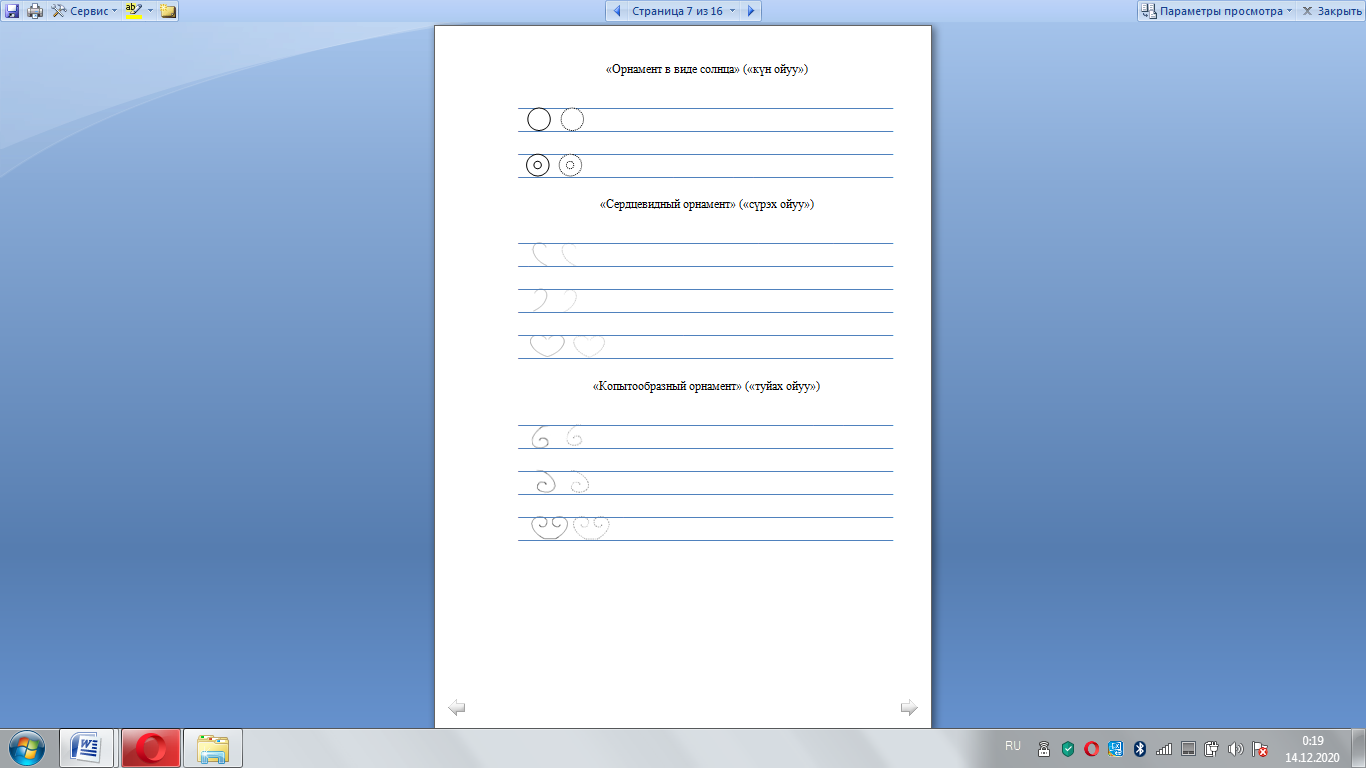 Сервис
Страница 7 из 16
Параметры просмотра
Закрыть
«Орнамент в виде солнца» («күн ойуу»)
«Сердцевидный орнамент» («сүрэх ойуу»)
«Копытообразный орнамент» («туйах ойуу»)
RU
0:19
14.12.2020